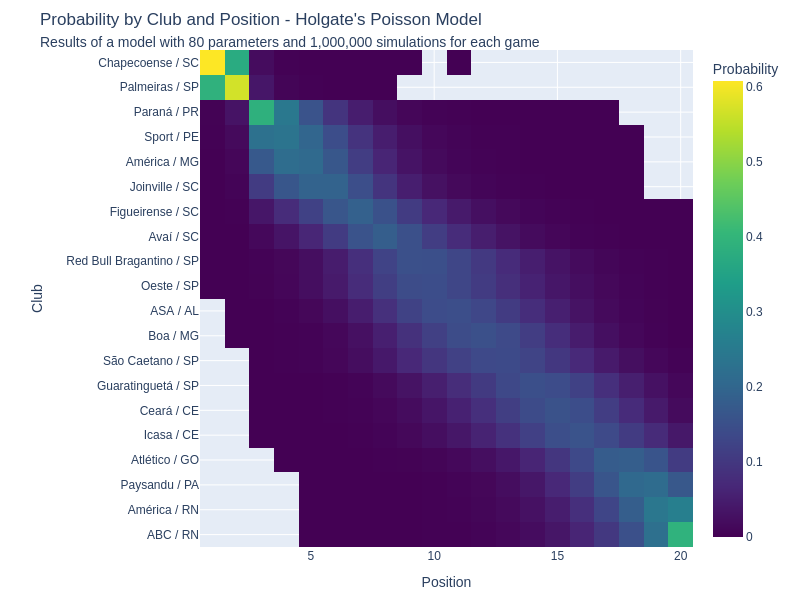 Probability by Club and Position - Holgate's Poisson Model
Results of a model with 80 parameters and 1,000,000 simulations for each game
Probability
Chapecoense / SC
Palmeiras / SP
Paraná / PR
Sport / PE
América / MG
Joinville / SC
Figueirense / SC
Avaí / SC
Red Bull Bragantino / SP
Oeste / SP
ASA / AL
Boa / MG
São Caetano / SP
Guaratinguetá / SP
Ceará / CE
Icasa / CE
Atlético / GO
Paysandu / PA
América / RN
ABC / RN
Club
5 10 15 20
Position
0.6
0.5
0.4
0.3
0.2
0.1
0